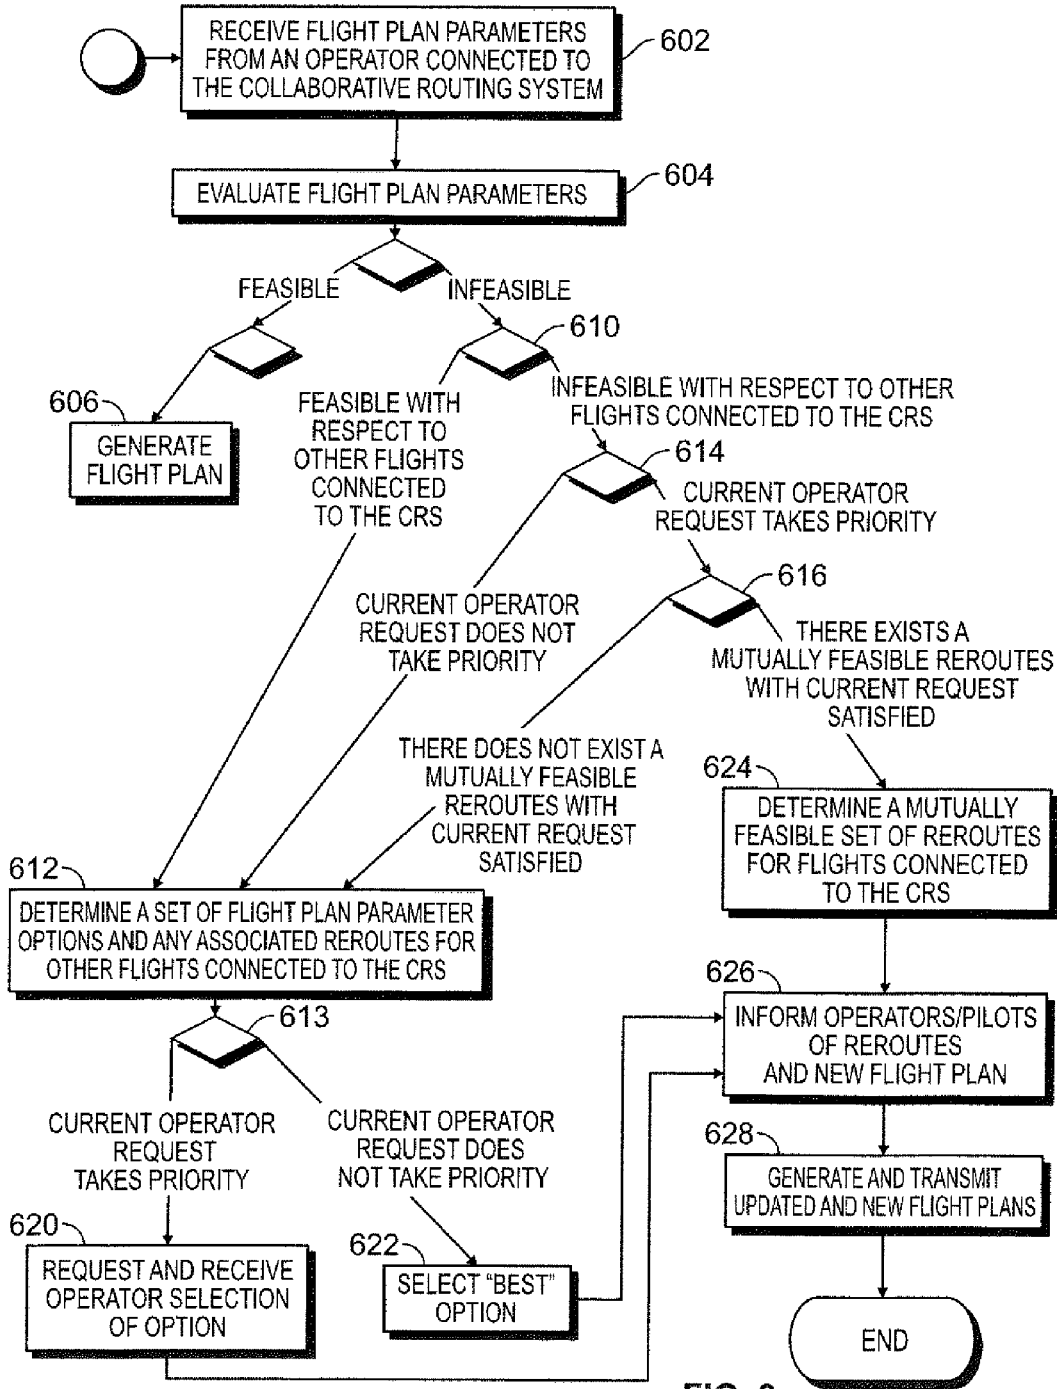 RECEIVE FLIGHT PLAN PARAMETERS
FROM AN OPERATOR CONNECTED TO
THE COLLABORATIVE ROUTING SYSTEM
602
EVALUATE FLIGHT PLAN PARAMETERS
604
FEASIBLE
INFEASIBLE
610
606
GENERATE
FLIGHT PLAN
FEASIBLE WITH
RESPECT TO
OTHER FLIGHTS
CONNECTED
TO THE CRS
INFEASIBLE WITH RESPECT TO OTHER
FLIGHTS CONNECTED TO THE CRS
614
CURRENT OPERATOR
REQUEST TAKES PRIORITY
616
CURRENT OPERATOR
REQUEST DOES NOT
TAKE PRIORITY
THERE EXISTS A
MUTUALLY FEASIBLE REROUTES
WITH CURRENT REQUEST
SATISFIED
THERE DOES NOT EXIST A
MUTUALLY FEASIBLE
REROUTES WITH
CURRENT REQUEST
SATISFIED
624
DETERMINE A MUTUALLY
FEASIBLE SET OF REROUTES
FOR FLIGHTS CONNECTED
TO THE CRS
612
DETERMINE A SET OF FLIGHT PLAN PARAMETER
OPTIONS AND ANY ASSOCIATED REROUTES FOR
OTHER FLIGHTS CONNECTED TO THE CRS
613
626
INFORM OPERATORS/PILOTS
OF REROUTES
AND NEW FLIGHT PLAN
CURRENT OPERATOR
REQUEST
TAKES PRIORITY
CURRENT OPERATOR
REQUEST DOES
NOT TAKE PRIORITY
628
GENERATE AND TRANSMIT
UPDATED AND NEW FLIGHT PLANS
620
REQUEST AND RECEIVE
OPERATOR SELECTION
OF OPTION
622
SELECT "BEST"
OPTION
END